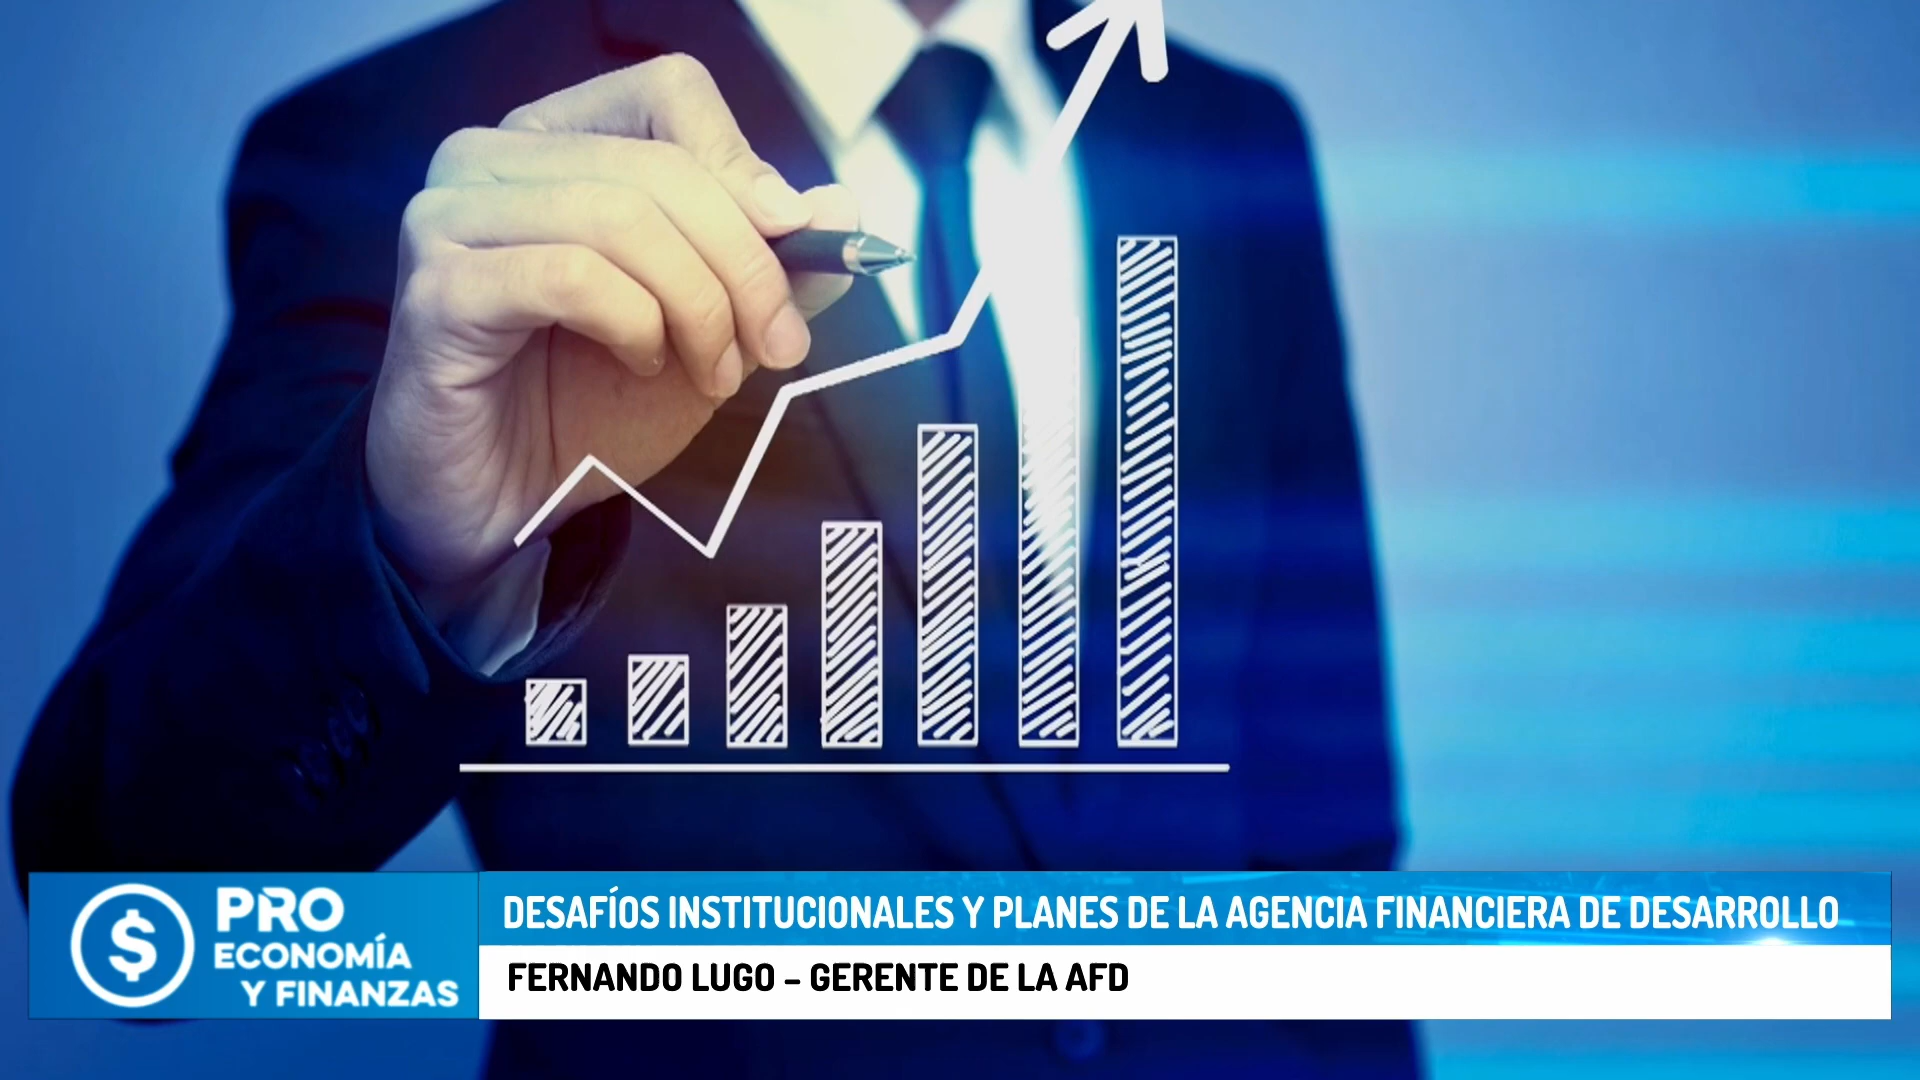 PRO
ECONOMÍA
Y FINANZAS
DESAFÍOS INSTITUCIONALES Y PLANES DE LA AGENCIA FINANCIERA DE DESARROLLO
FERNANDO LUGO – GERENTE DE LA AFD